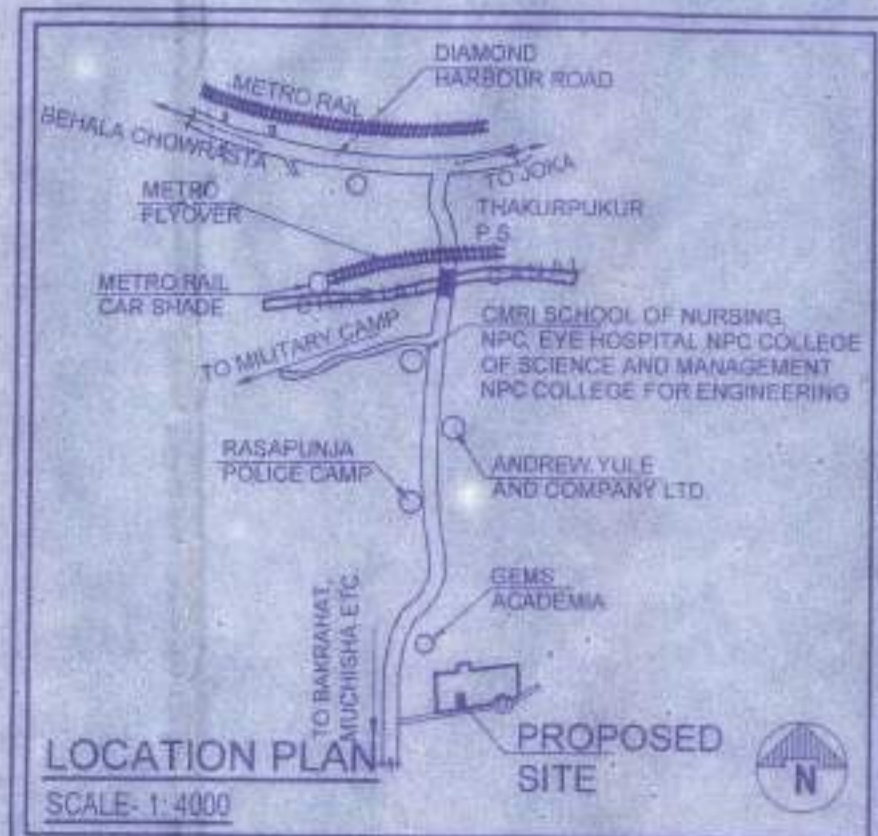 DIAMOND
HARBOUR ROAD
METRO RAIL
BEHALA CHOWRASTA
TO JOKA
METRO
FLYOVER
THAKURPUKUR
P.S
METRO RAIL
CAR SHADE
CANAL
TO MILITARY CAMP
CMRI SCHOOL OF NURSING,
NPC, EYE HOSPITAL NPC COLLEGE
OF SCIENCE AND MANAGEMENT
NPC COLLEGE FOR ENGINEERING
RASAPUNJA
POLICE CAMP
ANDREW YULE
AND COMPANY LTD.
GEMS
ACADEMIA
TO BAKRAHAT,
MUCHISHA ETC.
PROPOSED
SITE
LOCATION PLAN
SCALE- 1: 4000
N